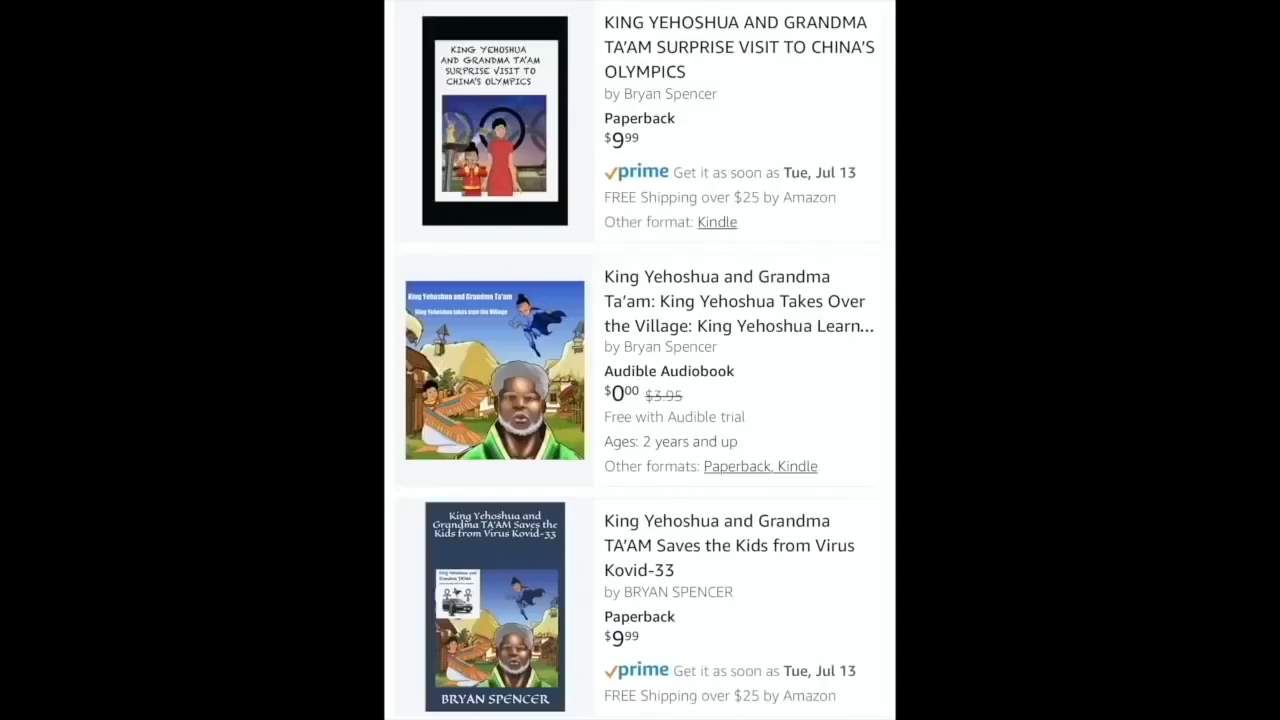 KING YEHOSHUA
AND GRANDMA TA'AM
SURPRISE VISIT TO
CHINA'S OLYMPICS
KING YEHOSHUA AND GRANDMA
TA'AM SURPRISE VISIT TO CHINA'S
OLYMPICS
by Bryan Spencer
Paperback
$9.99
prime Get it as soon as Tue, Jul 13
FREE Shipping over $25 by Amazon
Other format: Kindle
King Yehoshua and Grandma Ta'am
King Yehoshua takes over the Village
King Yehoshua and Grandma
Ta'am: King Yehoshua Takes Over
the Village: King Yehoshua Learn...
by Bryan Spencer
Audible Audiobook
$0.00 $3.95
Free with Audible trial
Ages: 2 years and up
Other formats: Paperback, Kindle
King Yehoshua and
Grandma TA'AM Saves the
Kids from Virus Kovid-33
BRYAN SPENCER
King Yehoshua and Grandma
TA'AM Saves the Kids from Virus
Kovid-33
by BRYAN SPENCER
Paperback
$9.99
prime Get it as soon as Tue, Jul 13
FREE Shipping over $25 by Amazon